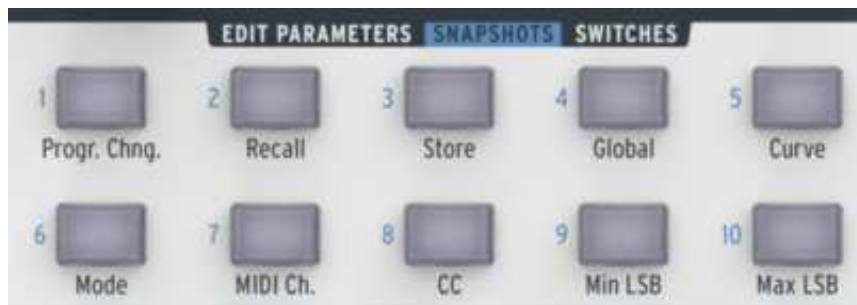 EDIT PARAMETERS SNAPSHOTS SWITCHES
1 2 3 4 5
Progr. Chng. Recall Store Global Curve
6 7 8 9 10
Mode MIDI Ch. CC Min LSB Max LSB